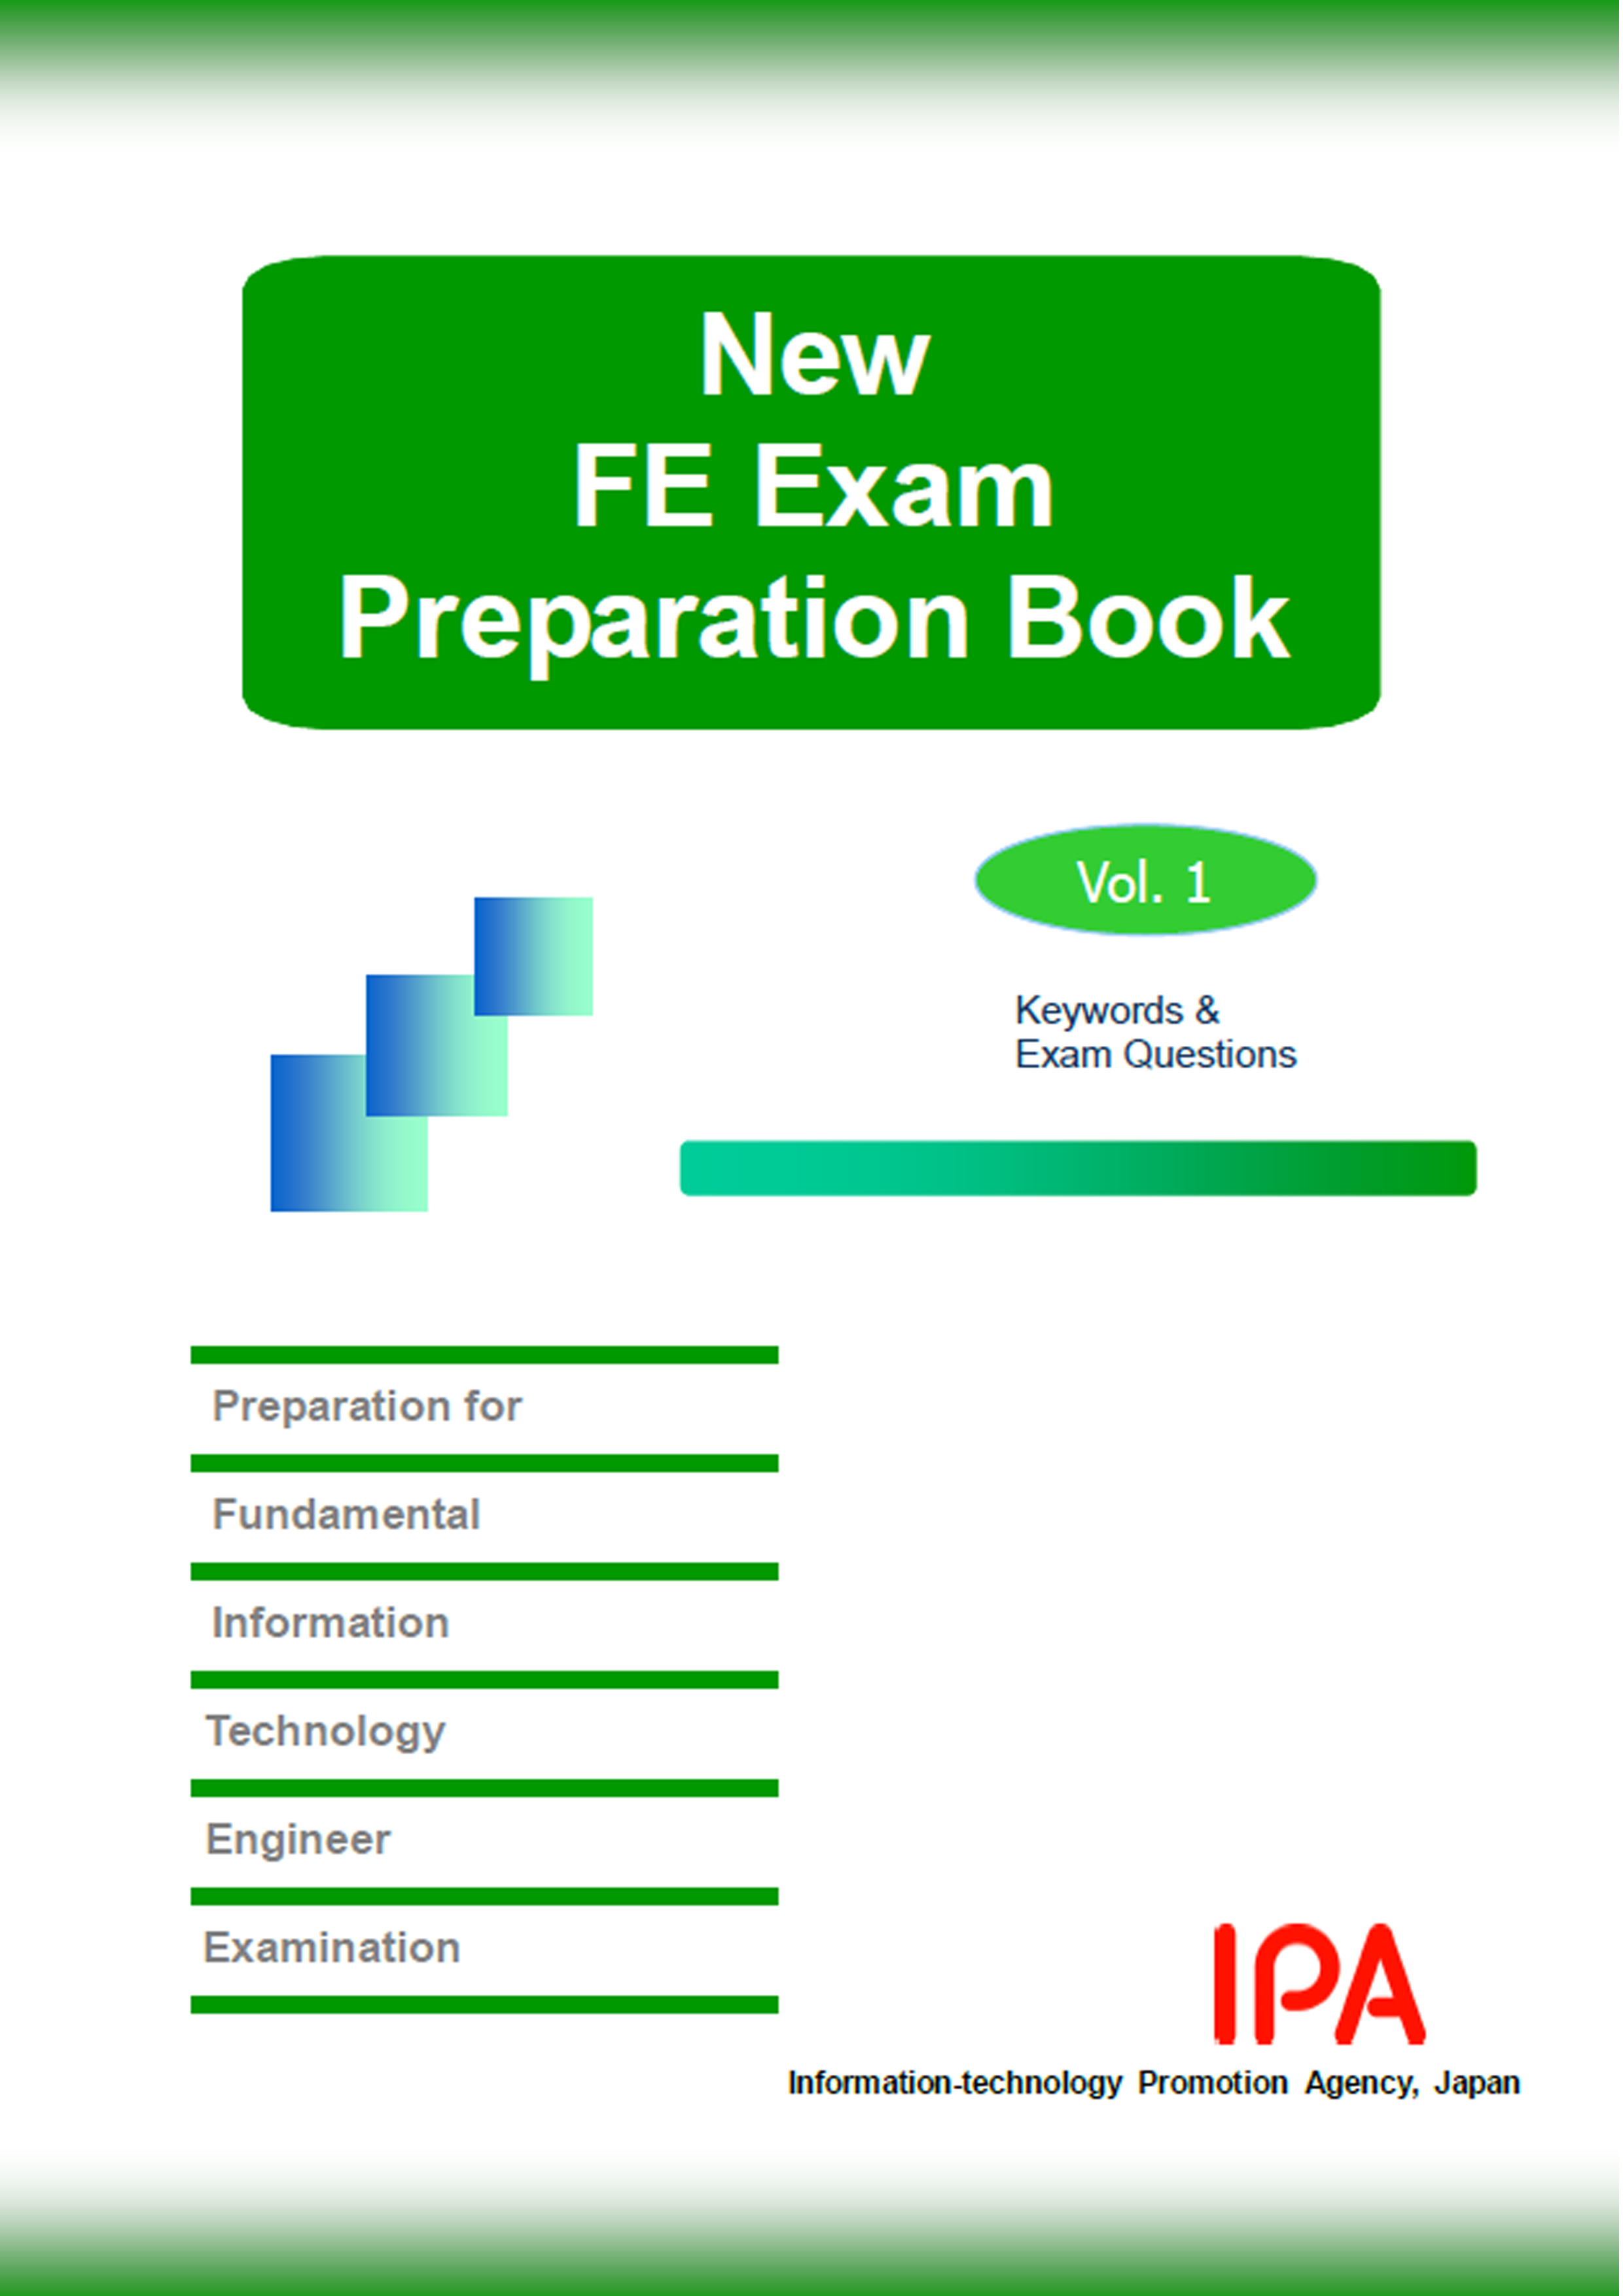 New
FE Exam
Preparation Book
Vol. 1
Keywords &
Exam Questions
Preparation for
Fundamental
Information
Technology
Engineer
Examination
IPA
Information-technology Promotion Agency, Japan